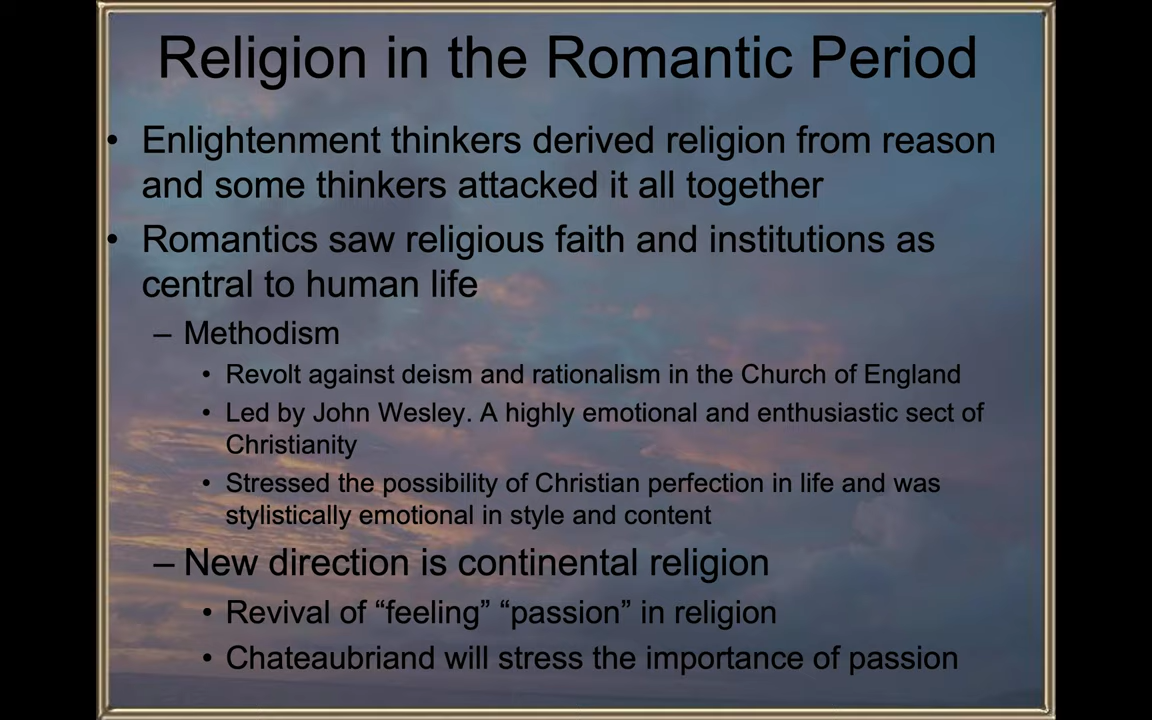 Religion in the Romantic Period
• Enlightenment thinkers derived religion from reason
and some thinkers attacked it all together
• Romantics saw religious faith and institutions as
central to human life
– Methodism
• Revolt against deism and rationalism in the Church of England
• Led by John Wesley. A highly emotional and enthusiastic sect of
Christianity
• Stressed the possibility of Christian perfection in life and was
stylistically emotional in style and content
– New direction is continental religion
• Revival of “feeling” “passion” in religion
• Chateaubriand will stress the importance of passion